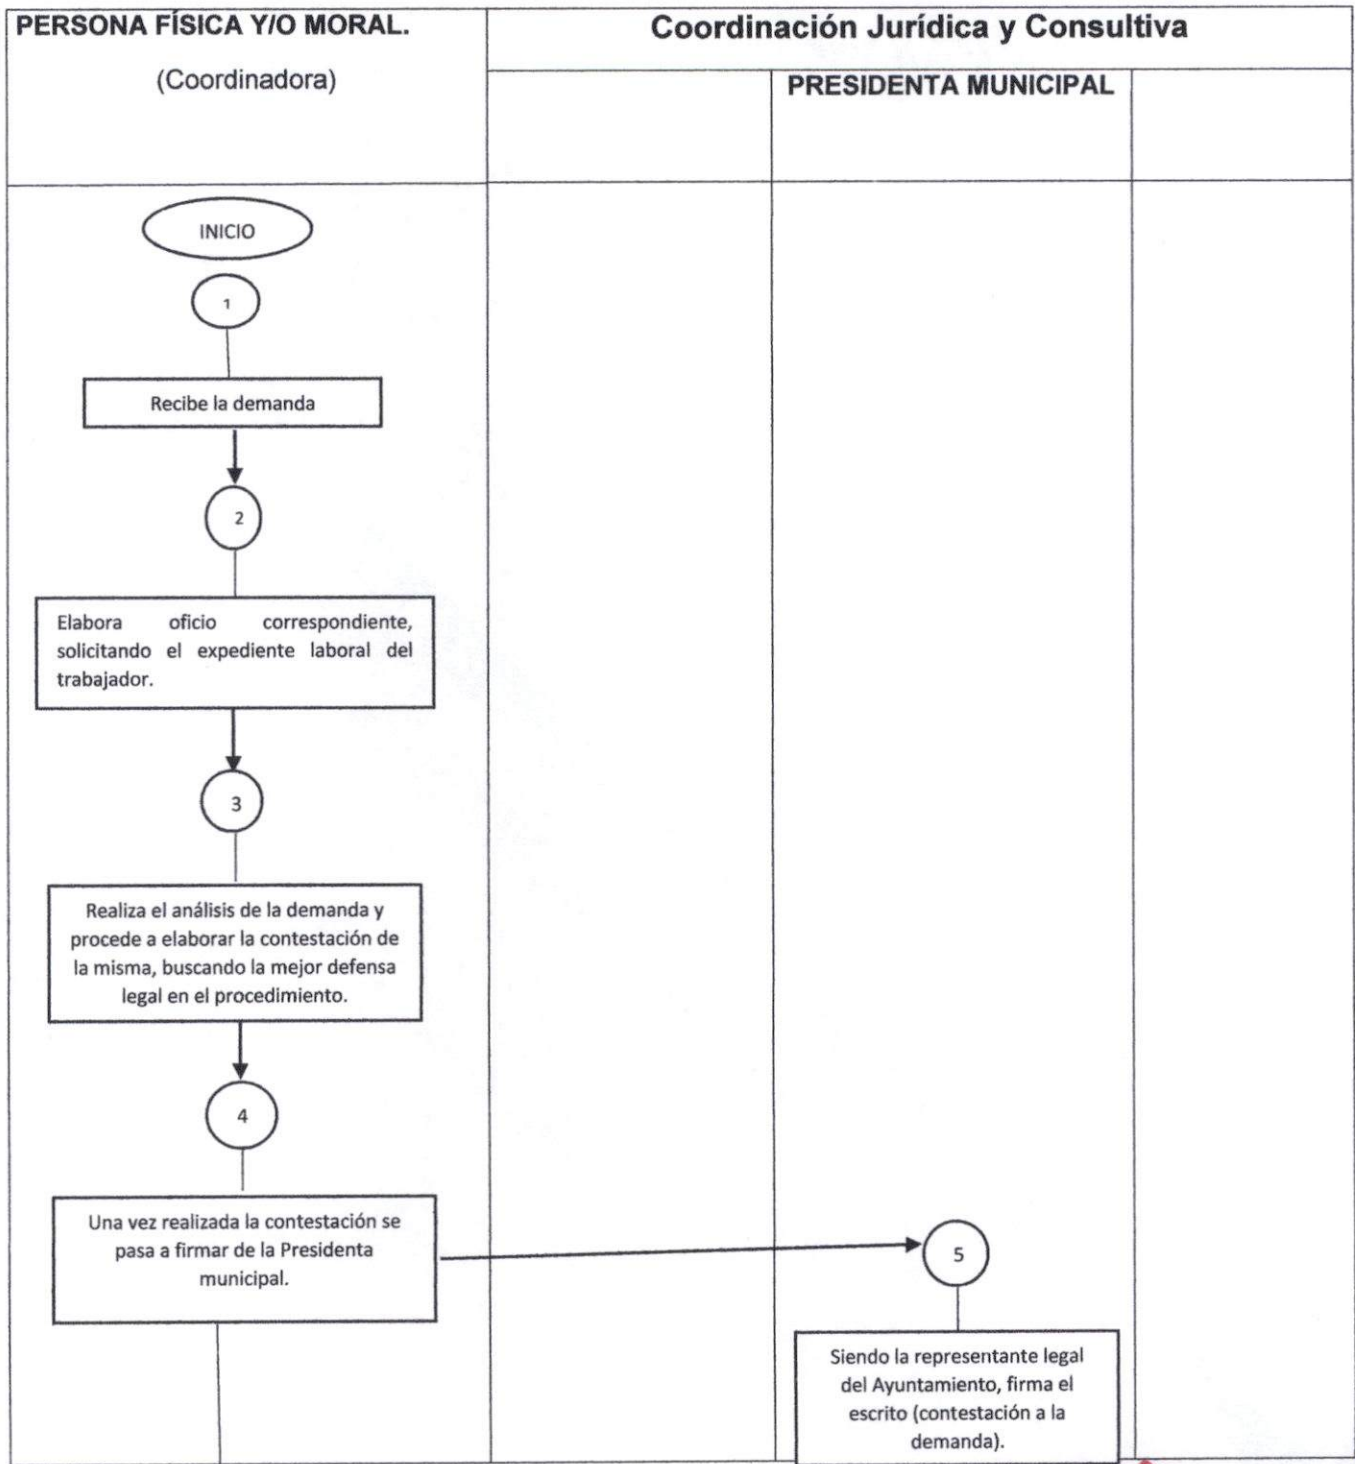 PERSONA FÍSICA Y/O MORAL.
(Coordinadora)
Coordinación Jurídica y Consultiva
PRESIDENTA MUNICIPAL
INICIO
1
Recibe la demanda
2
Elabora oficio correspondiente,
solicitando el expediente laboral del
trabajador.
3
Realiza el análisis de la demanda y
procede a elaborar la contestación de
la misma, buscando la mejor defensa
legal en el procedimiento.
4
Una vez realizada la contestación se
pasa a firmar de la Presidenta
municipal.
5
Siendo la representante legal
del Ayuntamiento, firma el
escrito (contestación a la
demanda).